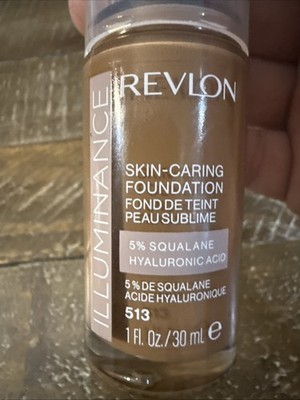 ILLUMINANCE
REVLON
SKIN-CARING
FOUNDATION
FOND DE TEINT
PEAU SUBLIME
5% SQUALANE
HYALURONIC ACID
5% DE SQUALANE
ACIDE HYALURONIQUE
513
1 Fl. Oz./30 mL e